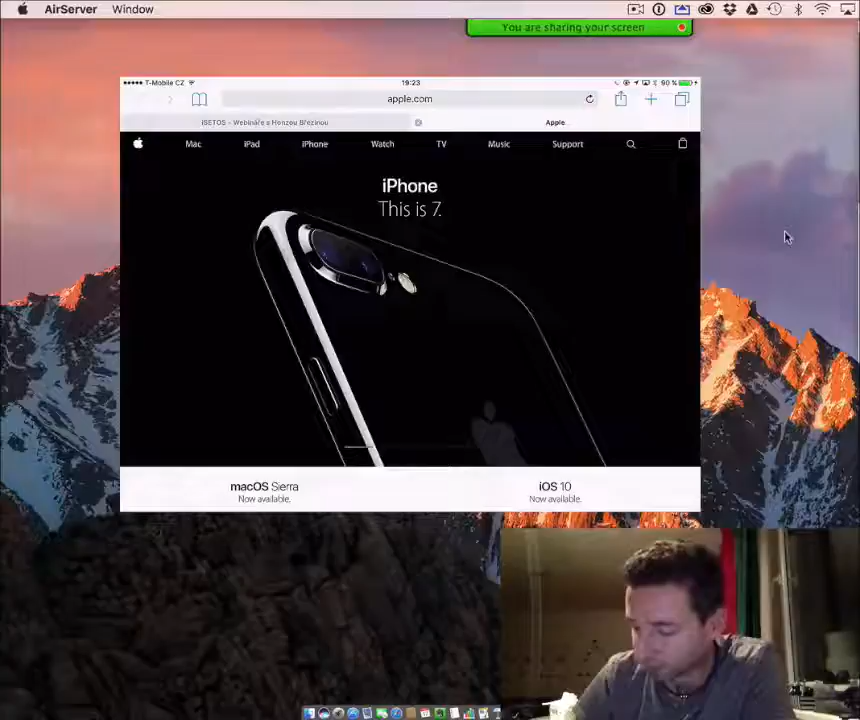 AirServer Window
You are sharing your screen
T-Mobile CZ 19:23 90 %
apple.com
iSETOS – Webináře s Honzou Březinou
Apple
Mac iPad iPhone Watch TV Music Support
iPhone
This is 7.
macOS Sierra iOS 10
Now available. Now available.